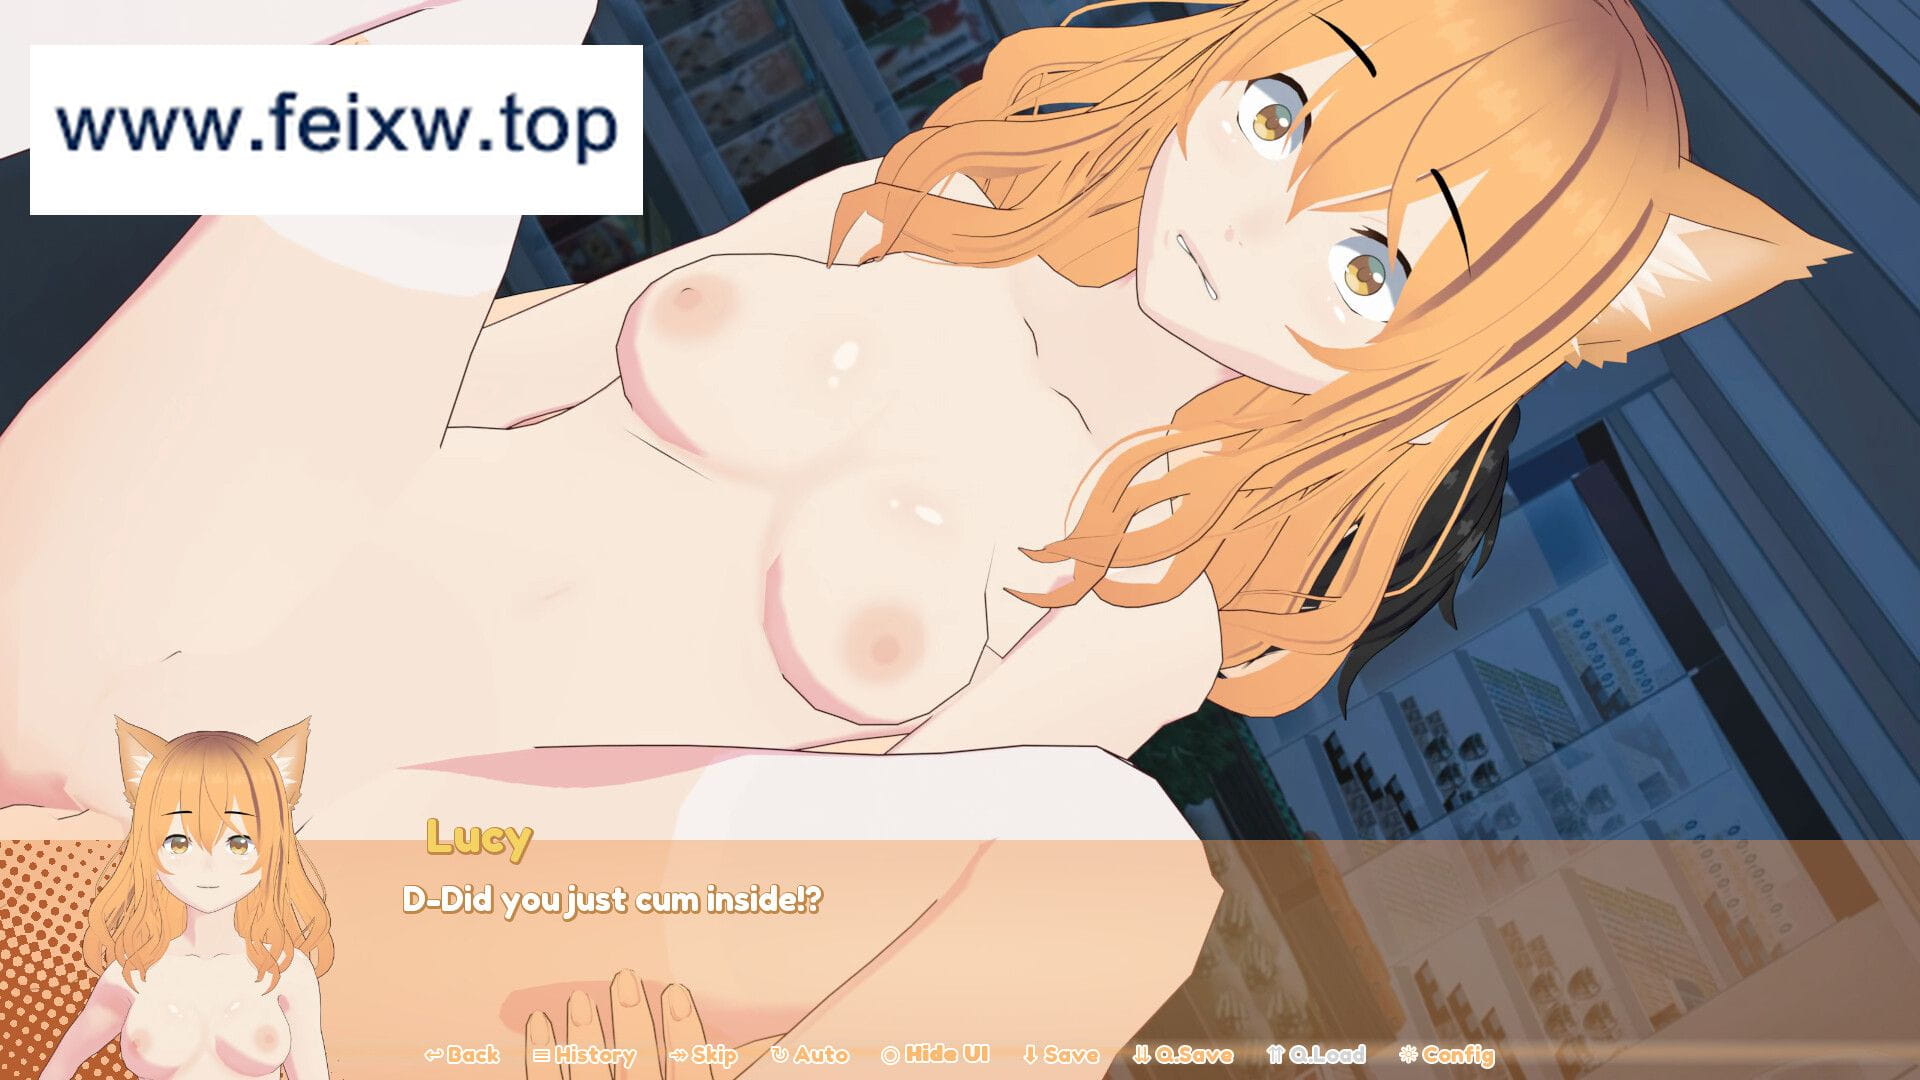 www.feixw.top
Lucy
D-Did you just cum inside!?
Back History Skip Auto Hide UI Save Q.Save Q.Load Config